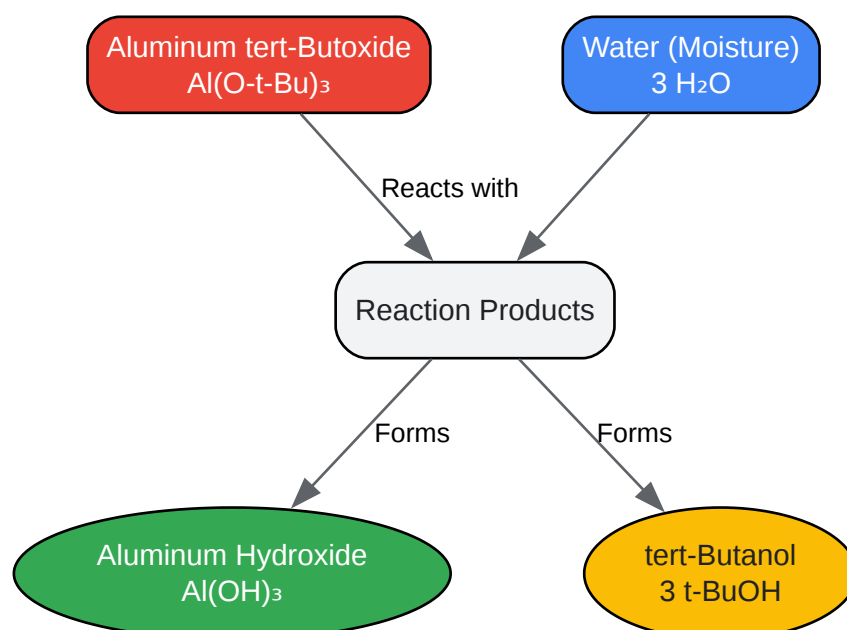 Aluminum tert-Butoxide
Al(O-t-Bu)₃
Water (Moisture)
3 H₂O
Reacts with
Reaction Products
Forms
Forms
Aluminum Hydroxide
Al(OH)₃
tert-Butanol
3 t-BuOH